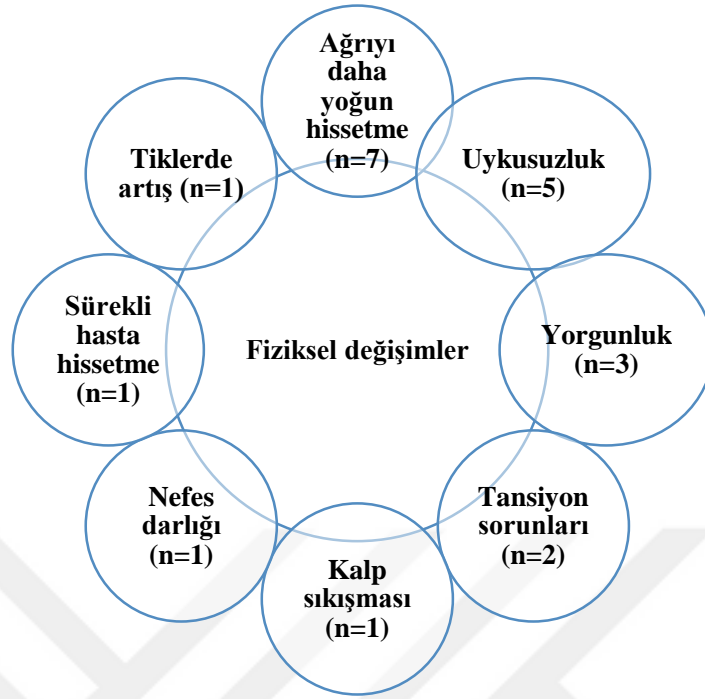 Ağrıyı
daha
yoğun
hissetme
(n=7)
Uykusuzluk
(n=5)
Yorgunluk
(n=3)
Tansiyon
sorunları
(n=2)
Kalp
sıkışması
(n=1)
Nefes
darlığı
(n=1)
Sürekli
hasta
hissetme
(n=1)
Tiklerde
artış (n=1)
Fiziksel değişimler